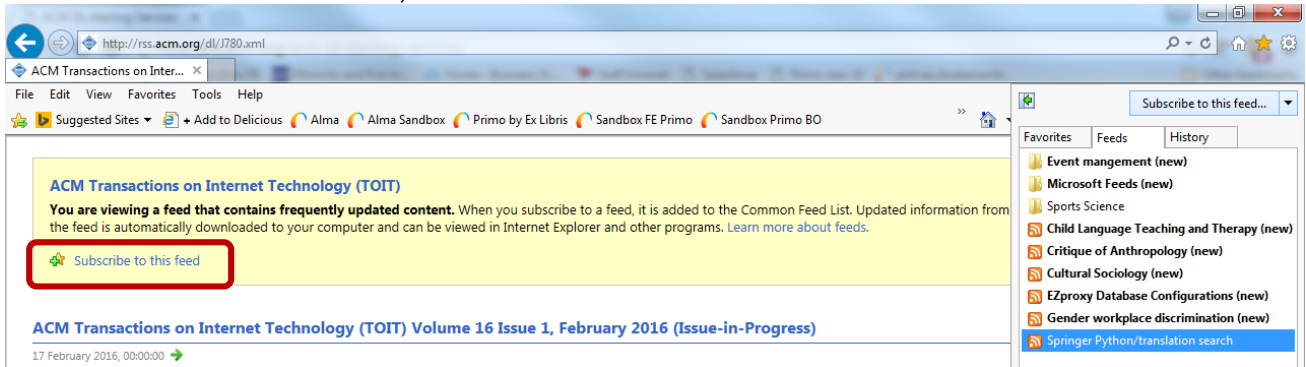 http://rss.acm.org/dl/J780.xml
ACM Transactions on Inter...
File Edit View Favorites Tools Help
Suggested Sites + Add to Delicious Alma Alma Sandbox Primo by Ex Libris Sandbox FE Primo Sandbox Primo BO »
ACM Transactions on Internet Technology (TOIT)
You are viewing a feed that contains frequently updated content. When you subscribe to a feed, it is added to the Common Feed List. Updated information from
the feed is automatically downloaded to your computer and can be viewed in Internet Explorer and other programs. Learn more about feeds.
Subscribe to this feed
ACM Transactions on Internet Technology (TOIT) Volume 16 Issue 1, February 2016 (Issue-in-Progress)
17 February 2016, 00:00:00
Subscribe to this feed...
Favorites Feeds History
Event mangement (new)
Microsoft Feeds (new)
Sports Science
Child Language Teaching and Therapy (new)
Critique of Anthropology (new)
Cultural Sociology (new)
EZproxy Database Configurations (new)
Gender workplace discrimination (new)
Springer Python/translation search